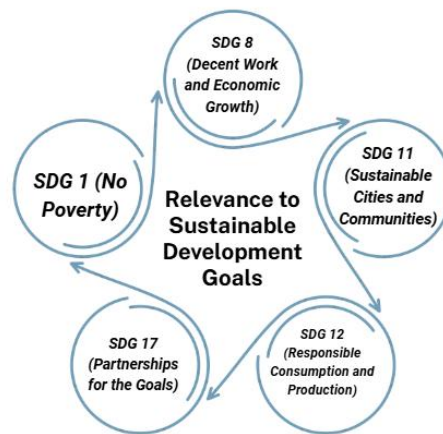 SDG 8
(Decent Work
and Economic
Growth)
SDG 11
(Sustainable
Cities and
Communities)
SDG 1 (No
Poverty)
Relevance to
Sustainable
Development
Goals
SDG 17
(Partnerships
for the Goals)
SDG 12
(Responsible
Consumption and
Production)